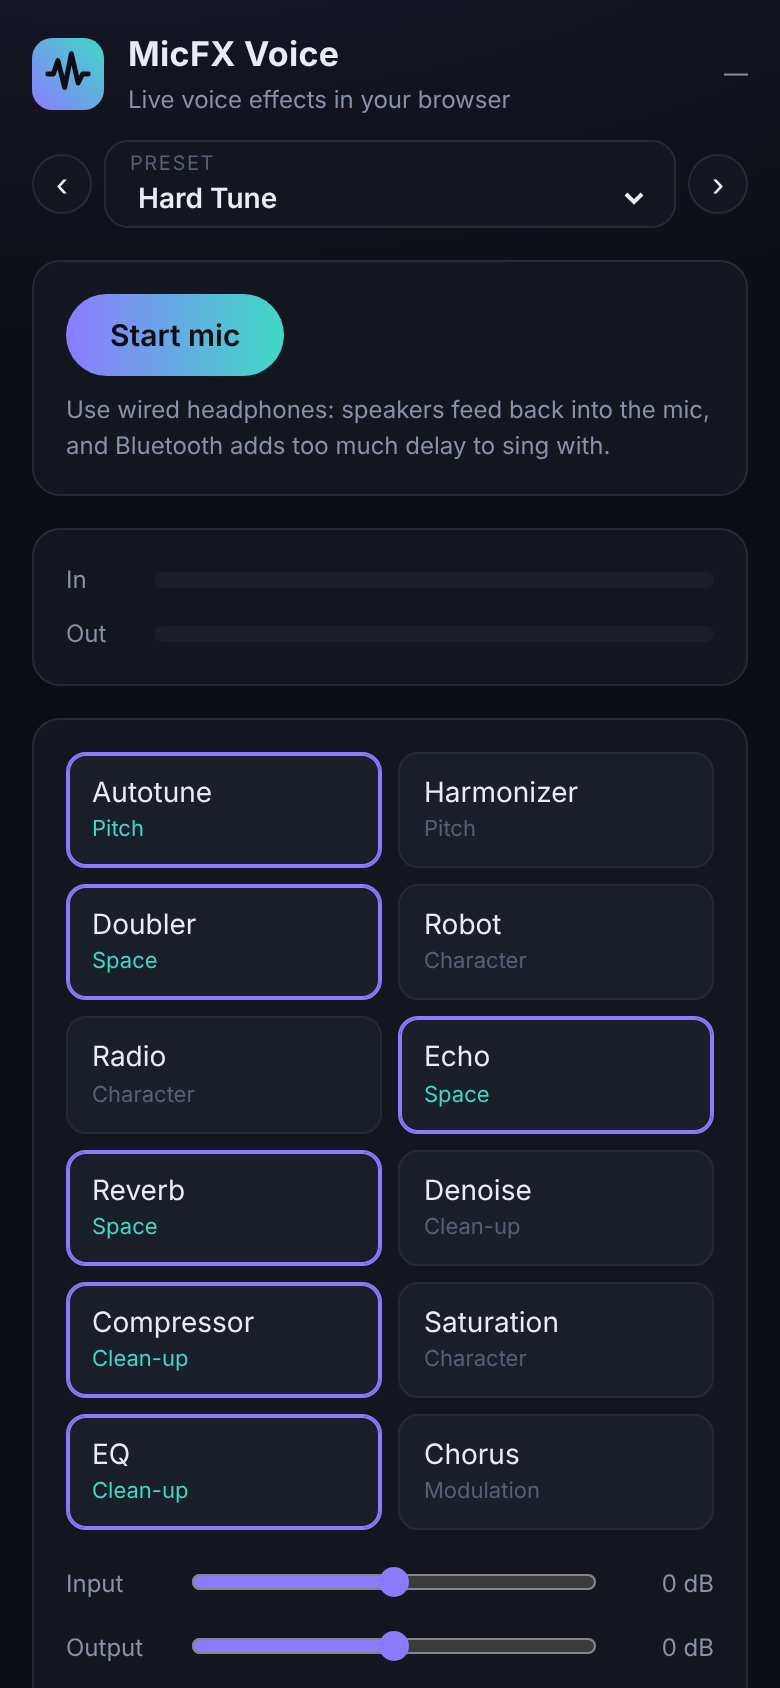 MicFX Voice
Live voice effects in your browser
—
PRESET
‹
Hard Tune
›
Start mic
Use wired headphones: speakers feed back into the mic,
and Bluetooth adds too much delay to sing with.
In
Out
Autotune
Pitch
Harmonizer
Pitch
Doubler
Space
Robot
Character
Radio
Character
Echo
Space
Reverb
Space
Denoise
Clean-up
Compressor
Clean-up
Saturation
Character
EQ
Clean-up
Chorus
Modulation
Input 0 dB
Output 0 dB